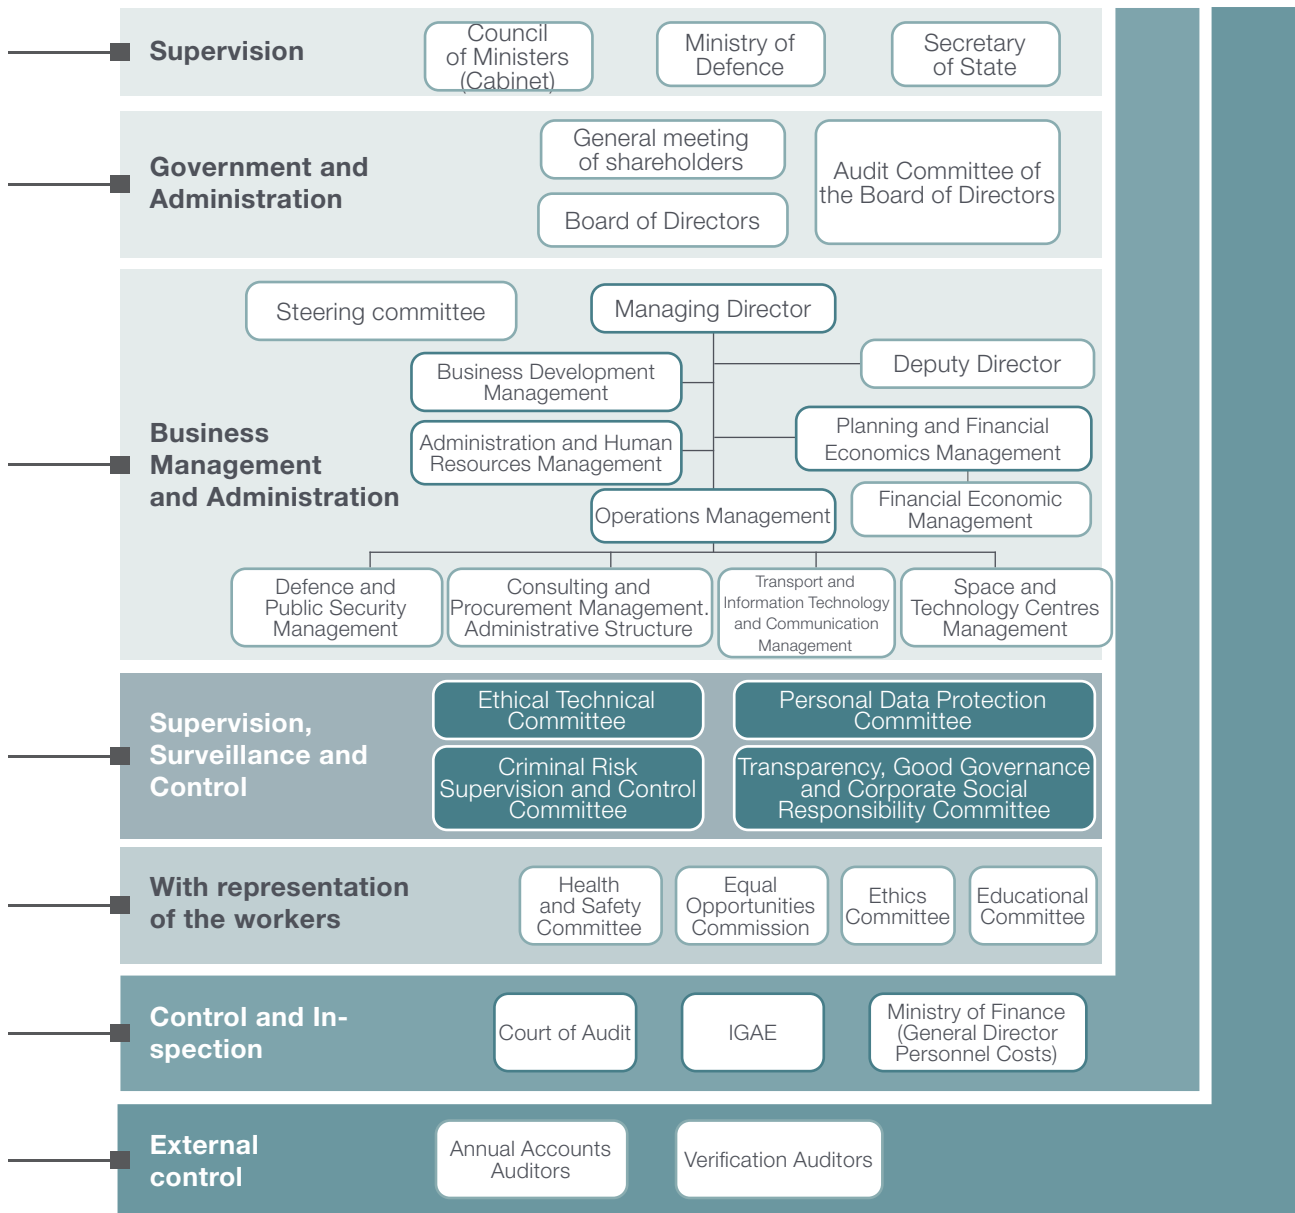 Supervision
Council
of Ministers
(Cabinet)
Ministry of
Defence
Secretary
of State
Government and
Administration
General meeting
of shareholders
Board of Directors
Audit Committee of
the Board of Directors
Business
Management
and Administration
Steering committee
Managing Director
Deputy Director
Business Development
Management
Administration and Human
Resources Management
Planning and Financial
Economics Management
Financial Economic
Management
Operations Management
Defence and
Public Security
Management
Consulting and
Procurement Management.
Administrative Structure
Transport and
Information Technology
and Communication
Management
Space and
Technology Centres
Management
Supervision,
Surveillance and
Control
Ethical Technical
Committee
Personal Data Protection
Committee
Criminal Risk
Supervision and Control
Committee
Transparency, Good Governance
and Corporate Social
Responsibility Committee
With representation
of the workers
Health
and Safety
Committee
Equal
Opportunities
Commission
Ethics
Committee
Educational
Committee
Control and In-
spection
Court of Audit
IGAE
Ministry of Finance
(General Director
Personnel Costs)
External
control
Annual Accounts
Auditors
Verification Auditors